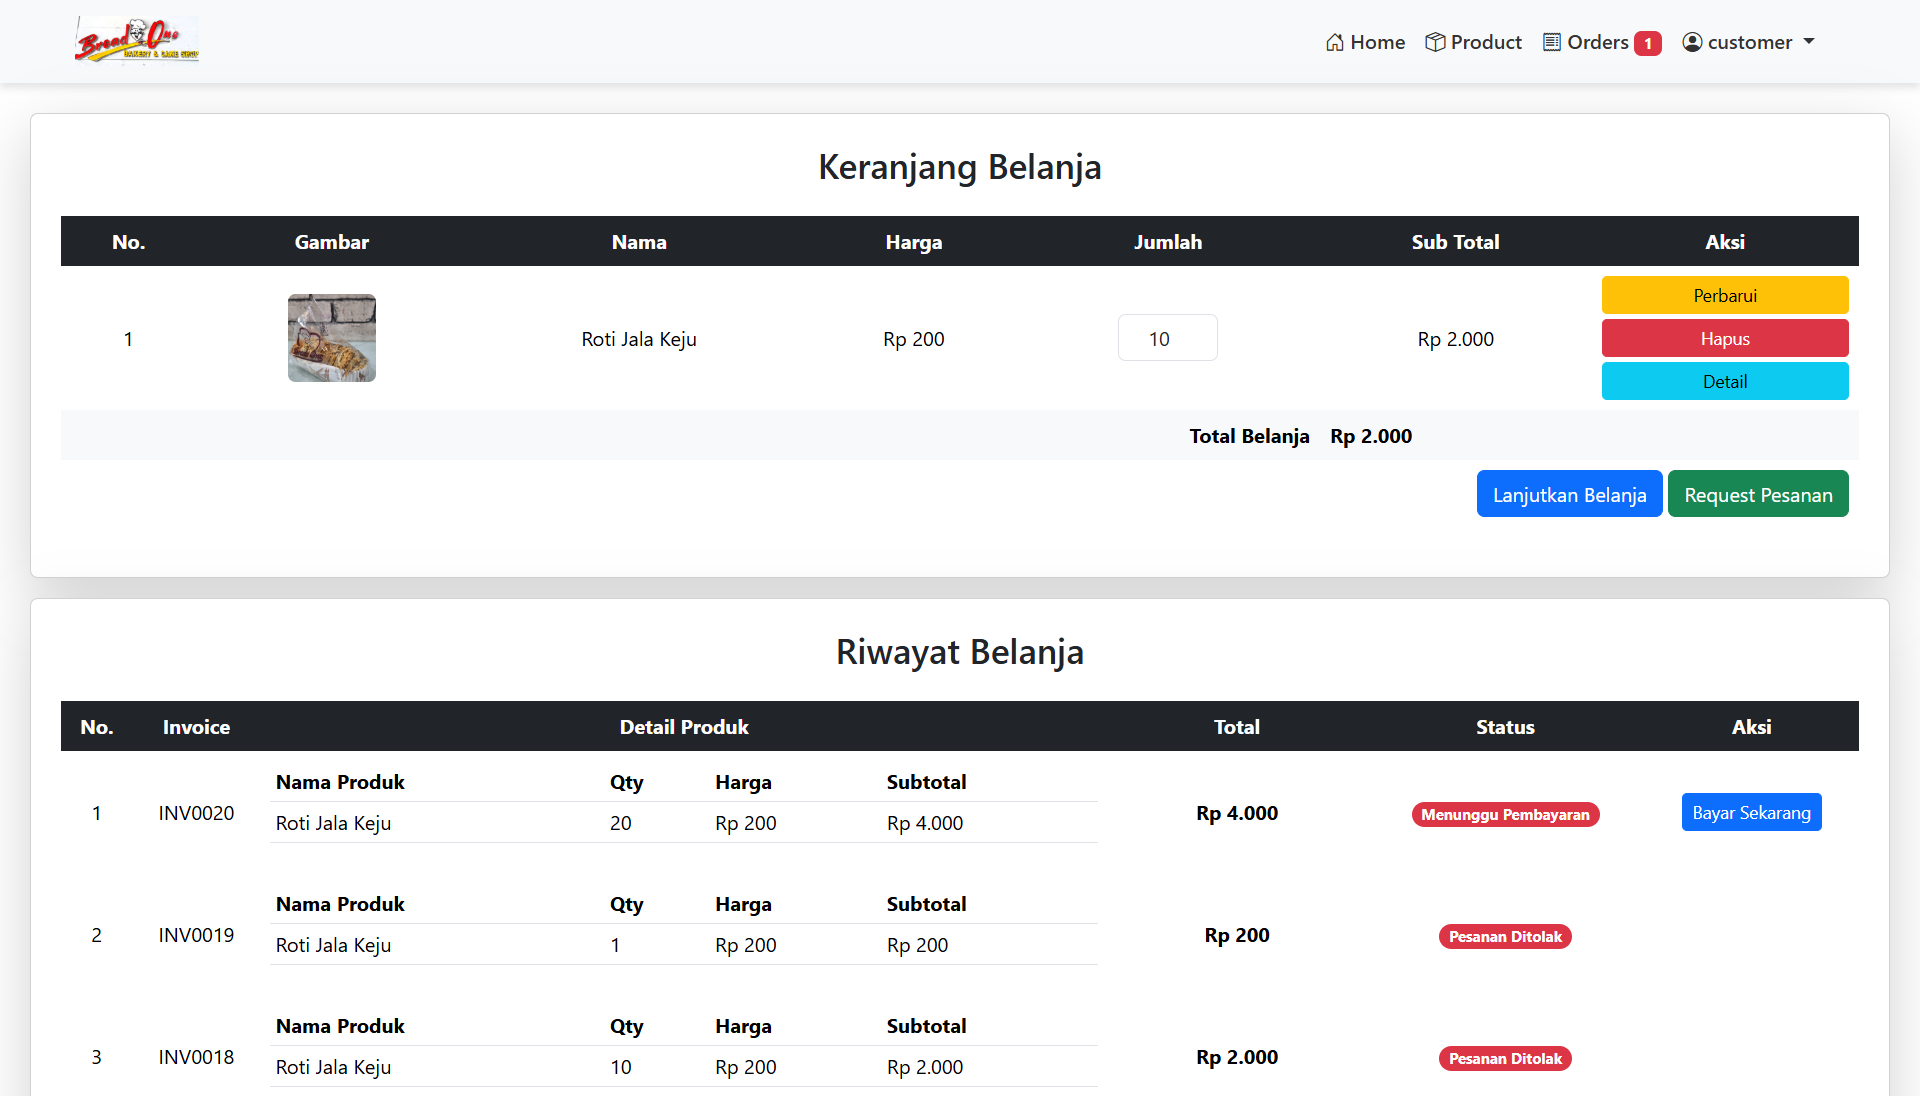 Bread One
BAKERY & CAKE SHOP
Home Product Orders 1 customer
Keranjang Belanja
No. Gambar Nama Harga Jumlah Sub Total Aksi
1 Roti Jala Keju Rp 200 10 Rp 2.000
Perbarui
Hapus
Detail
Total Belanja Rp 2.000
Lanjutkan Belanja Request Pesanan
Riwayat Belanja
No. Invoice Detail Produk Total Status Aksi
Nama Produk Qty Harga Subtotal
1 INV0020 Rp 4.000 Menunggu Pembayaran Bayar Sekarang
Roti Jala Keju 20 Rp 200 Rp 4.000
Nama Produk Qty Harga Subtotal
2 INV0019 Rp 200 Pesanan Ditolak
Roti Jala Keju 1 Rp 200 Rp 200
Nama Produk Qty Harga Subtotal
3 INV0018 Rp 2.000 Pesanan Ditolak
Roti Jala Keju 10 Rp 200 Rp 2.000